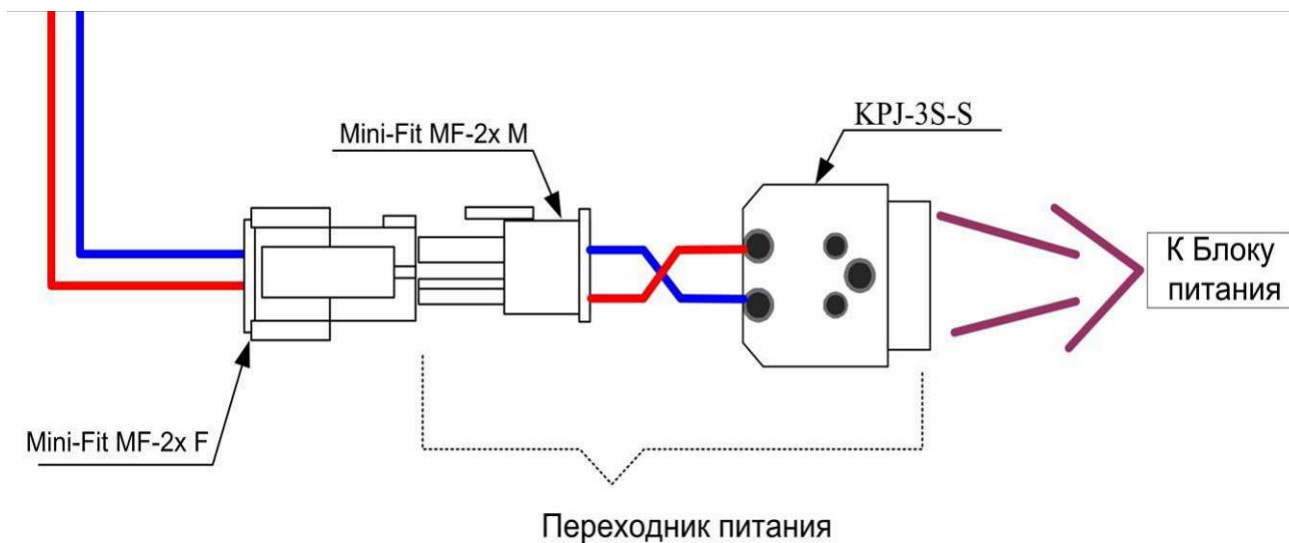 KPJ-3S-S
Mini-Fit MF-2x M
К Блоку
питания
Mini-Fit MF-2x F
Переходник питания